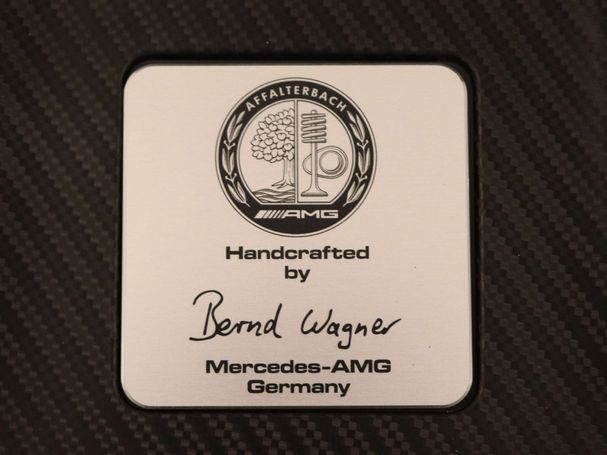 AFFALTERBACH
AMG
Handcrafted
by
Bernd Wagner
Mercedes-AMG
Germany